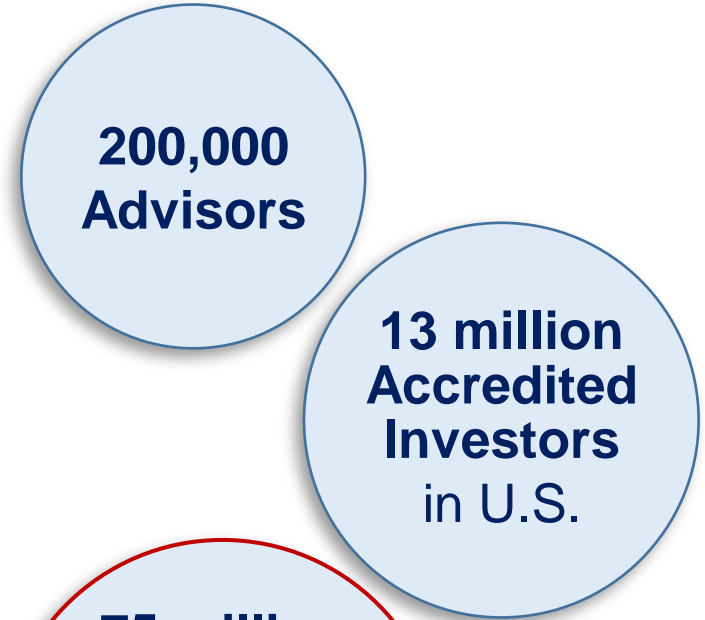 200,000
Advisors
13 million
Accredited
Investors
in U.S.